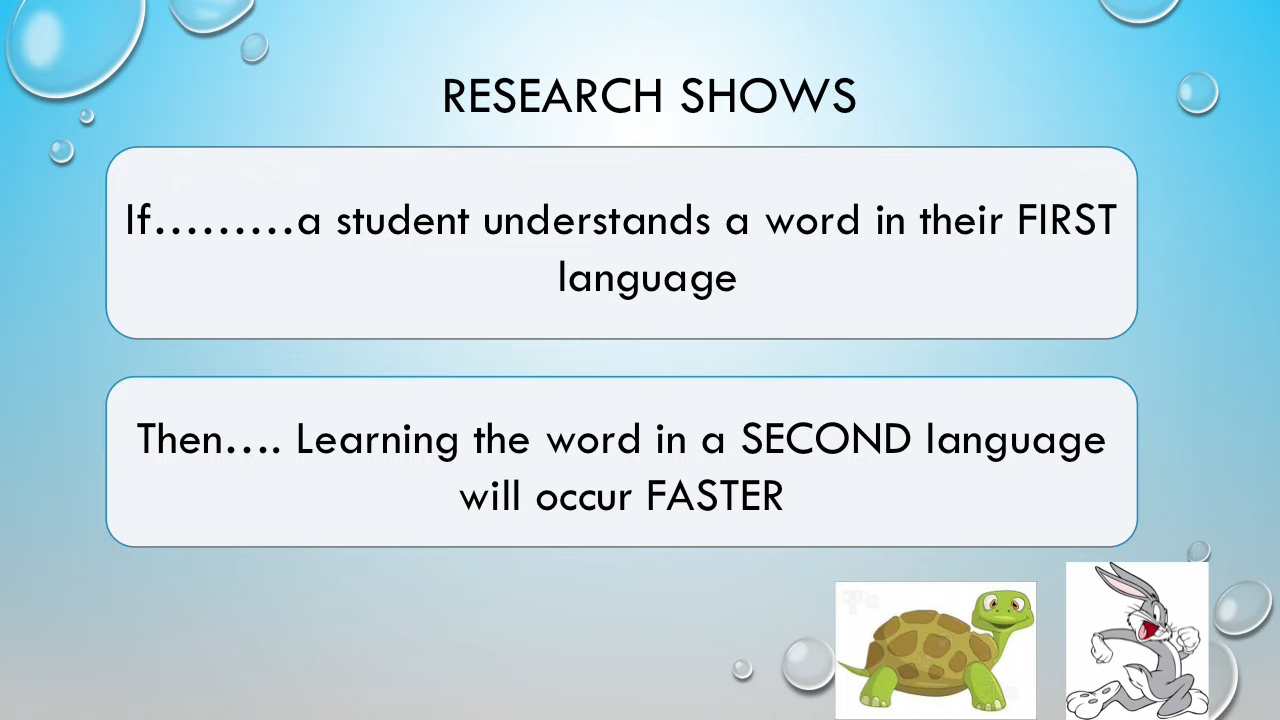 RESEARCH SHOWS
If………a student understands a word in their FIRST
language
Then…. Learning the word in a SECOND language
will occur FASTER